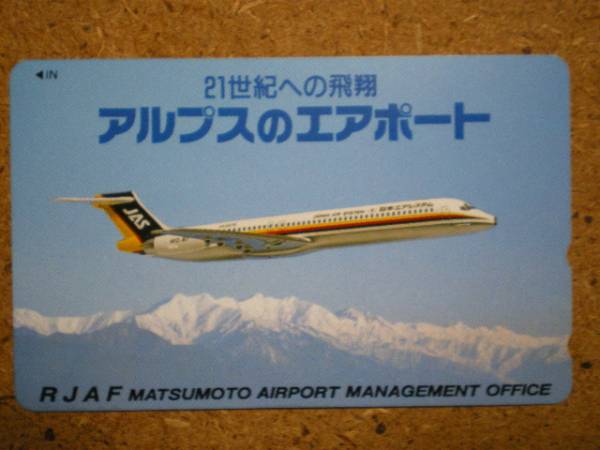 ◀IN
21世紀への飛翔
アルプスのエアポート
JAS
RJAF MATSUMOTO AIRPORT MANAGEMENT OFFICE